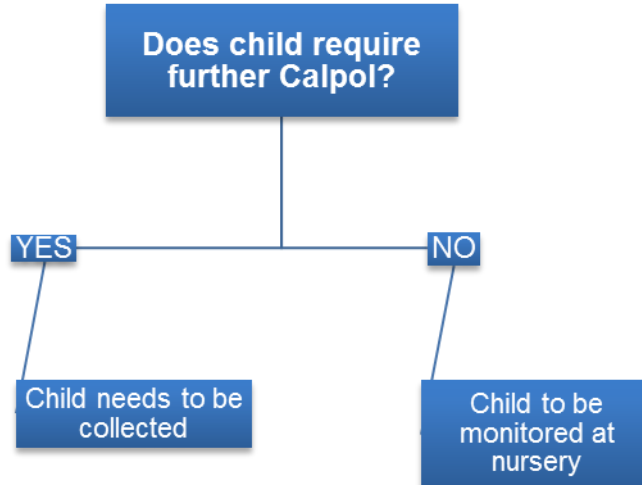 Does child require
further Calpol?
YES
NO
Child needs to be
collected
Child to be
monitored at
nursery